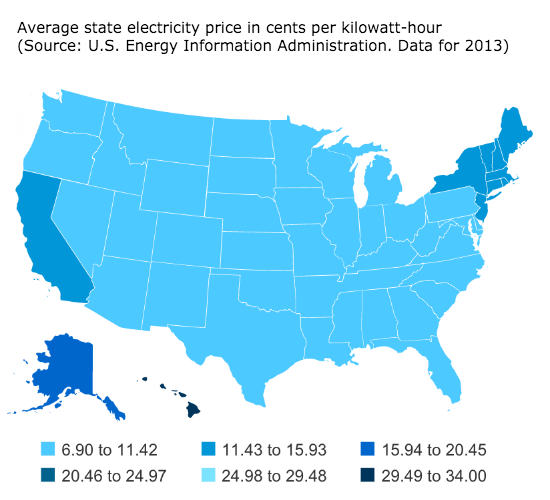 Average state electricity price in cents per kilowatt-hour
(Source: U.S. Energy Information Administration. Data for 2013)
6.90 to 11.42 11.43 to 15.93 15.94 to 20.45
20.46 to 24.97 24.98 to 29.48 29.49 to 34.00